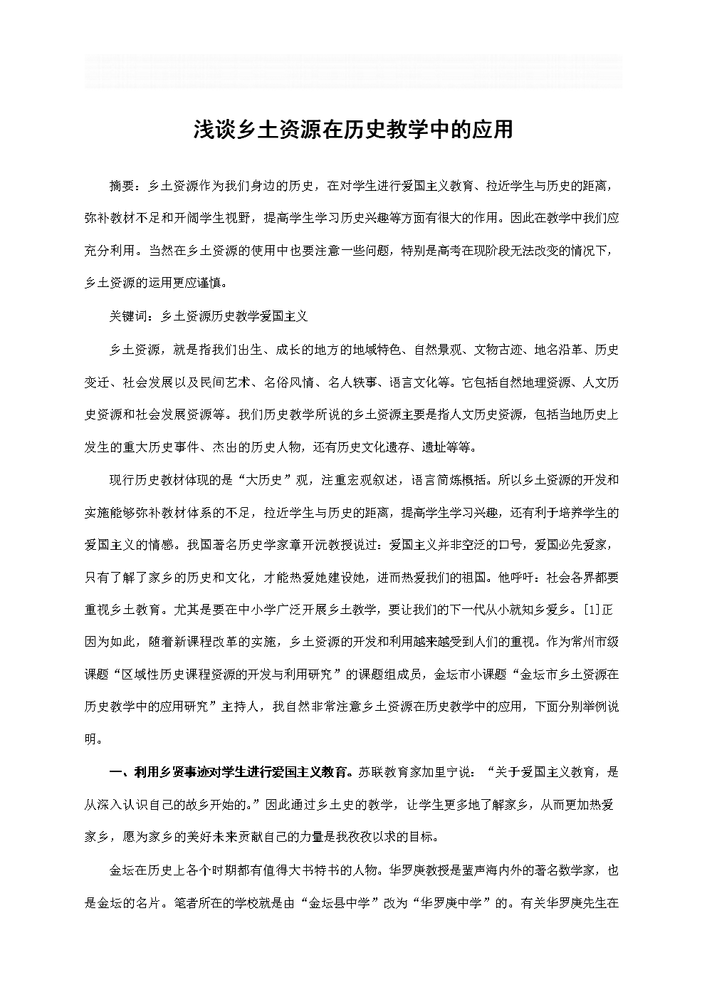 浅谈乡土资源在历史教学中的应用
摘要：乡土资源作为我们身边的历史，在对学生进行爱国主义教育、拉近学生与历史的距离，
弥补教材不足和开阔学生视野，提高学生学习历史兴趣等方面有很大的作用。因此在教学中我们应
充分利用。当然在乡土资源的使用中也要注意一些问题，特别是高考在现阶段无法改变的情况下，
乡土资源的运用更应谨慎。
关键词：乡土资源历史教学爱国主义
乡土资源，就是指我们出生、成长的地方的地域特色、自然景观、文物古迹、地名沿革、历史
变迁、社会发展以及民间艺术、名俗风情、名人轶事、语言文化等。它包括自然地理资源、人文历
史资源和社会发展资源等。我们历史教学所说的乡土资源主要是指人文历史资源，包括当地历史上
发生的重大历史事件、杰出的历史人物，还有历史文化遗存、遗址等等。
现行历史教材体现的是“大历史”观，注重宏观叙述，语言简炼概括。所以乡土资源的开发和
实施能够弥补教材体系的不足，拉近学生与历史的距离，提高学生学习兴趣，还有利于培养学生的
爱国主义的情感。我国著名历史学家章开沅教授说过：爱国主义并非空泛的口号，爱国必先爱家，
只有了解了家乡的历史和文化，才能热爱她建设她，进而热爱我们的祖国。他呼吁：社会各界都要
重视乡土教育。尤其是要在中小学广泛开展乡土教学，要让我们的下一代从小就知乡爱乡。[1]正
因为如此，随着新课程改革的实施，乡土资源的开发和利用越来越受到人们的重视。作为常州市级
课题“区域性历史课程资源的开发与利用研究”的课题组成员，金坛市小课题“金坛市乡土资源在
历史教学中的应用研究”主持人，我自然非常注意乡土资源在历史教学中的应用，下面分别举例说
明。
一、利用乡贤事迹对学生进行爱国主义教育。苏联教育家加里宁说：“关于爱国主义教育，是
从深入认识自己的故乡开始的。”因此通过乡土史的教学，让学生更多地了解家乡，从而更加热爱
家乡，愿为家乡的美好未来贡献自己的力量是我孜孜以求的目标。
金坛在历史上各个时期都有值得大书特书的人物。华罗庚教授是蜚声海内外的著名数学家，也
是金坛的名片。笔者所在的学校就是由“金坛县中学”改为“华罗庚中学”的。有关华罗庚先生在